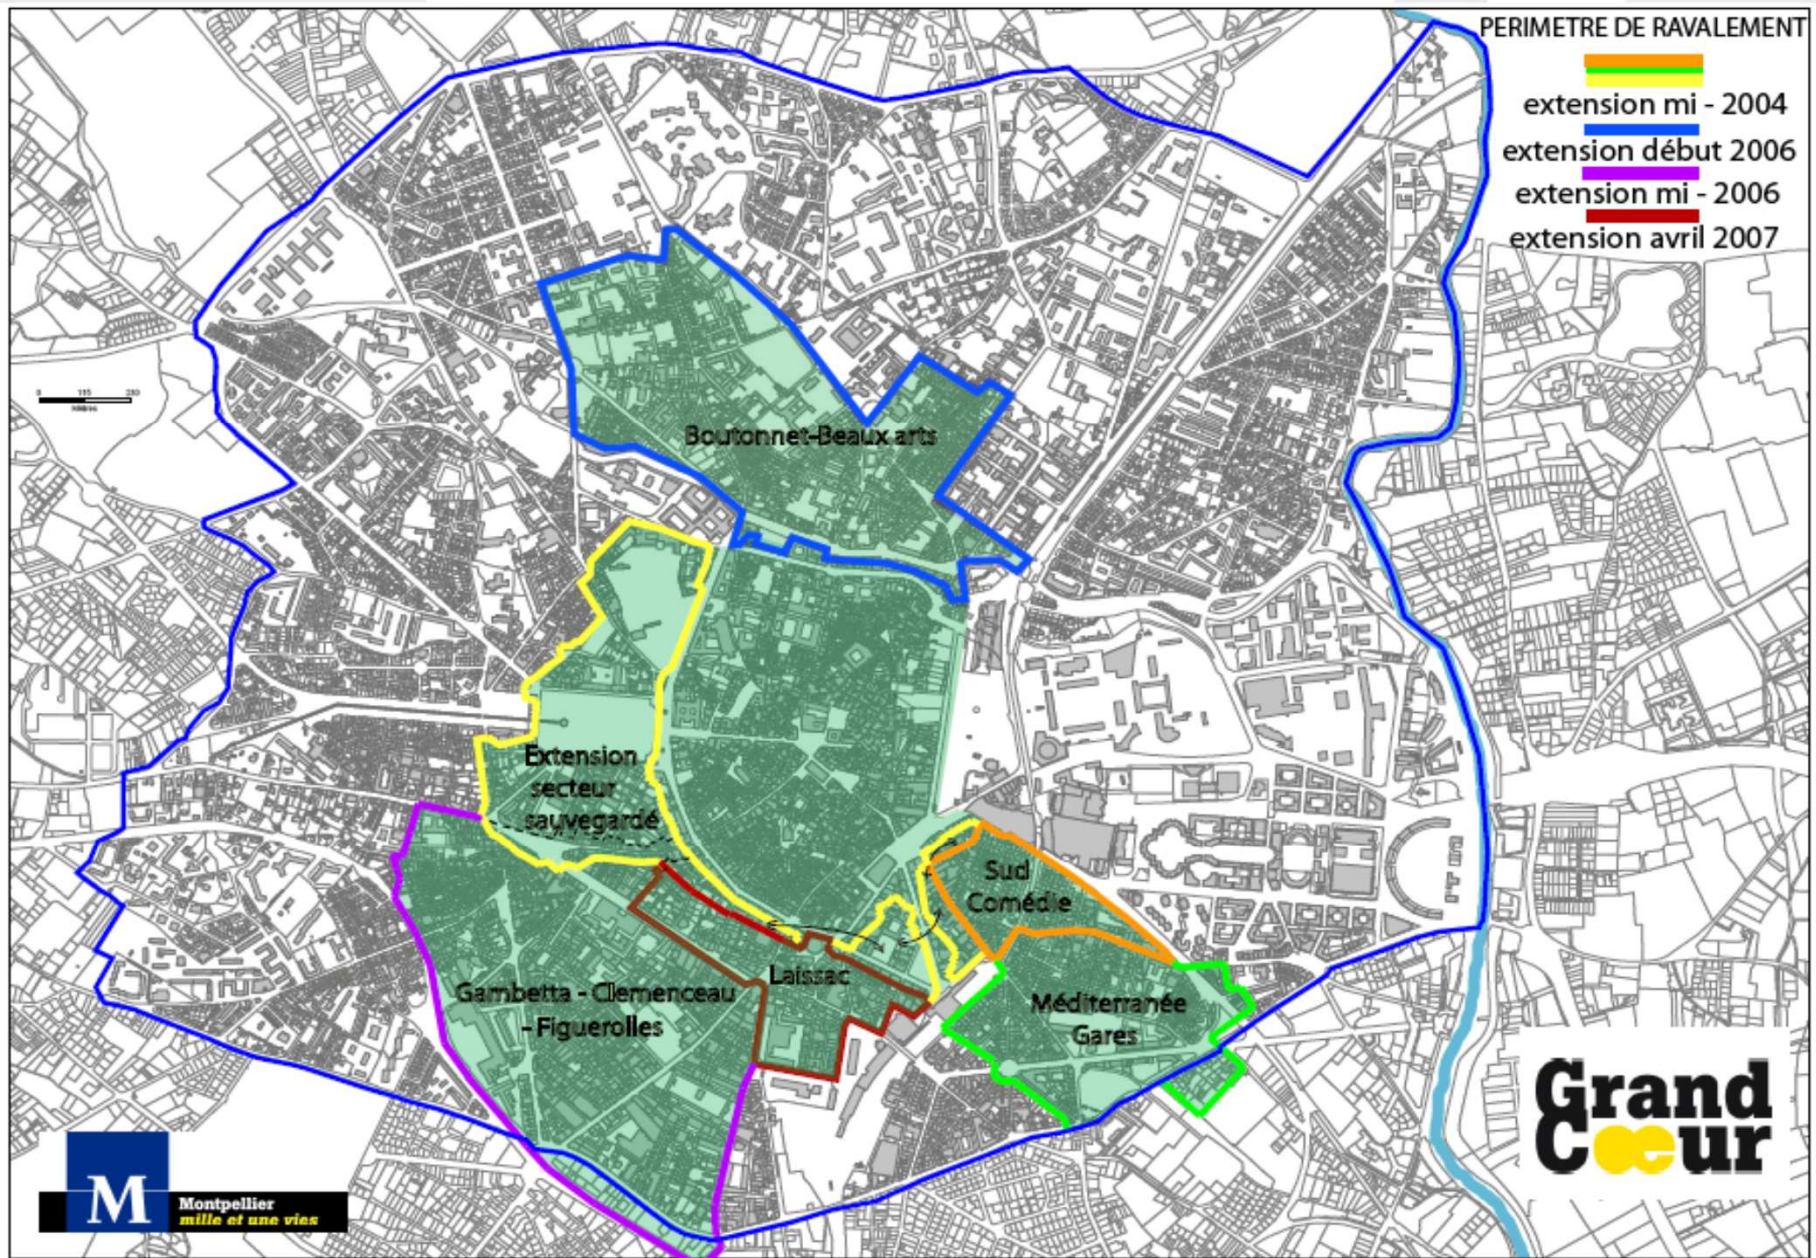 PERIMETRE DE RAVALEMENT
extension mi - 2004
extension début 2006
extension mi - 2006
extension avril 2007
Boutonnet-Beaux arts
Extension
secteur
sauvegardé
Sud
Comédie
Laissac
Gambetta - Clemenceau
- Figuerolles
Méditerranée
Gares
Grand
Cœur
M
Montpellier
mille et une vies